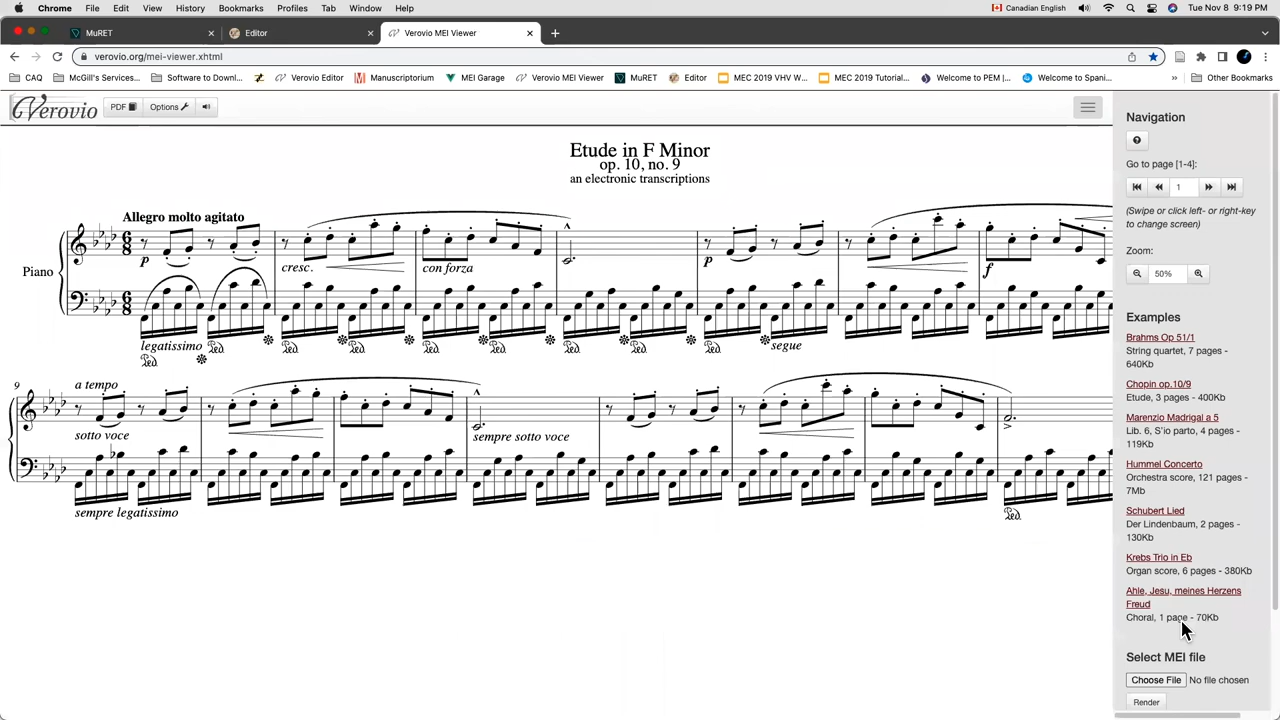 Chrome File Edit View History Bookmarks Profiles Tab Window Help Canadian English Tue Nov 8 9:19 PM
MuRET Editor Verovio MEI Viewer
verovio.org/mei-viewer.xhtml
CAQ McGill's Services... Software to Downl... Verovio Editor Manuscriptorium MEI Garage Verovio MEI Viewer MuRET Editor MEC 2019 VHV W... MEC 2019 Tutorial... Welcome to PEM |... Welcome to Spani... » Other Bookmarks
Verovio PDF Options
Etude in F Minor
op. 10, no. 9
an electronic transcriptions
Allegro molto agitato
p cresc. con forza p f
Piano
legatissimo segue
9
a tempo
sotto voce sempre sotto voce
sempre legatissimo
Navigation
Go to page [1-4]:
1
(Swipe or click left- or right-key
to change screen)
Zoom:
50%
Examples
Brahms Op 51/1
String quartet, 7 pages -
640Kb
Chopin op.10/9
Etude, 3 pages - 400Kb
Marenzio Madrigal a 5
Lib. 6, S'io parto, 4 pages -
119Kb
Hummel Concerto
Orchestra score, 121 pages -
7Mb
Schubert Lied
Der Lindenbaum, 2 pages -
130Kb
Krebs Trio in Eb
Organ score, 6 pages - 380Kb
Ahle, Jesu, meines Herzens
Freud
Choral, 1 page - 70Kb
Select MEI file
Choose File No file chosen
Render